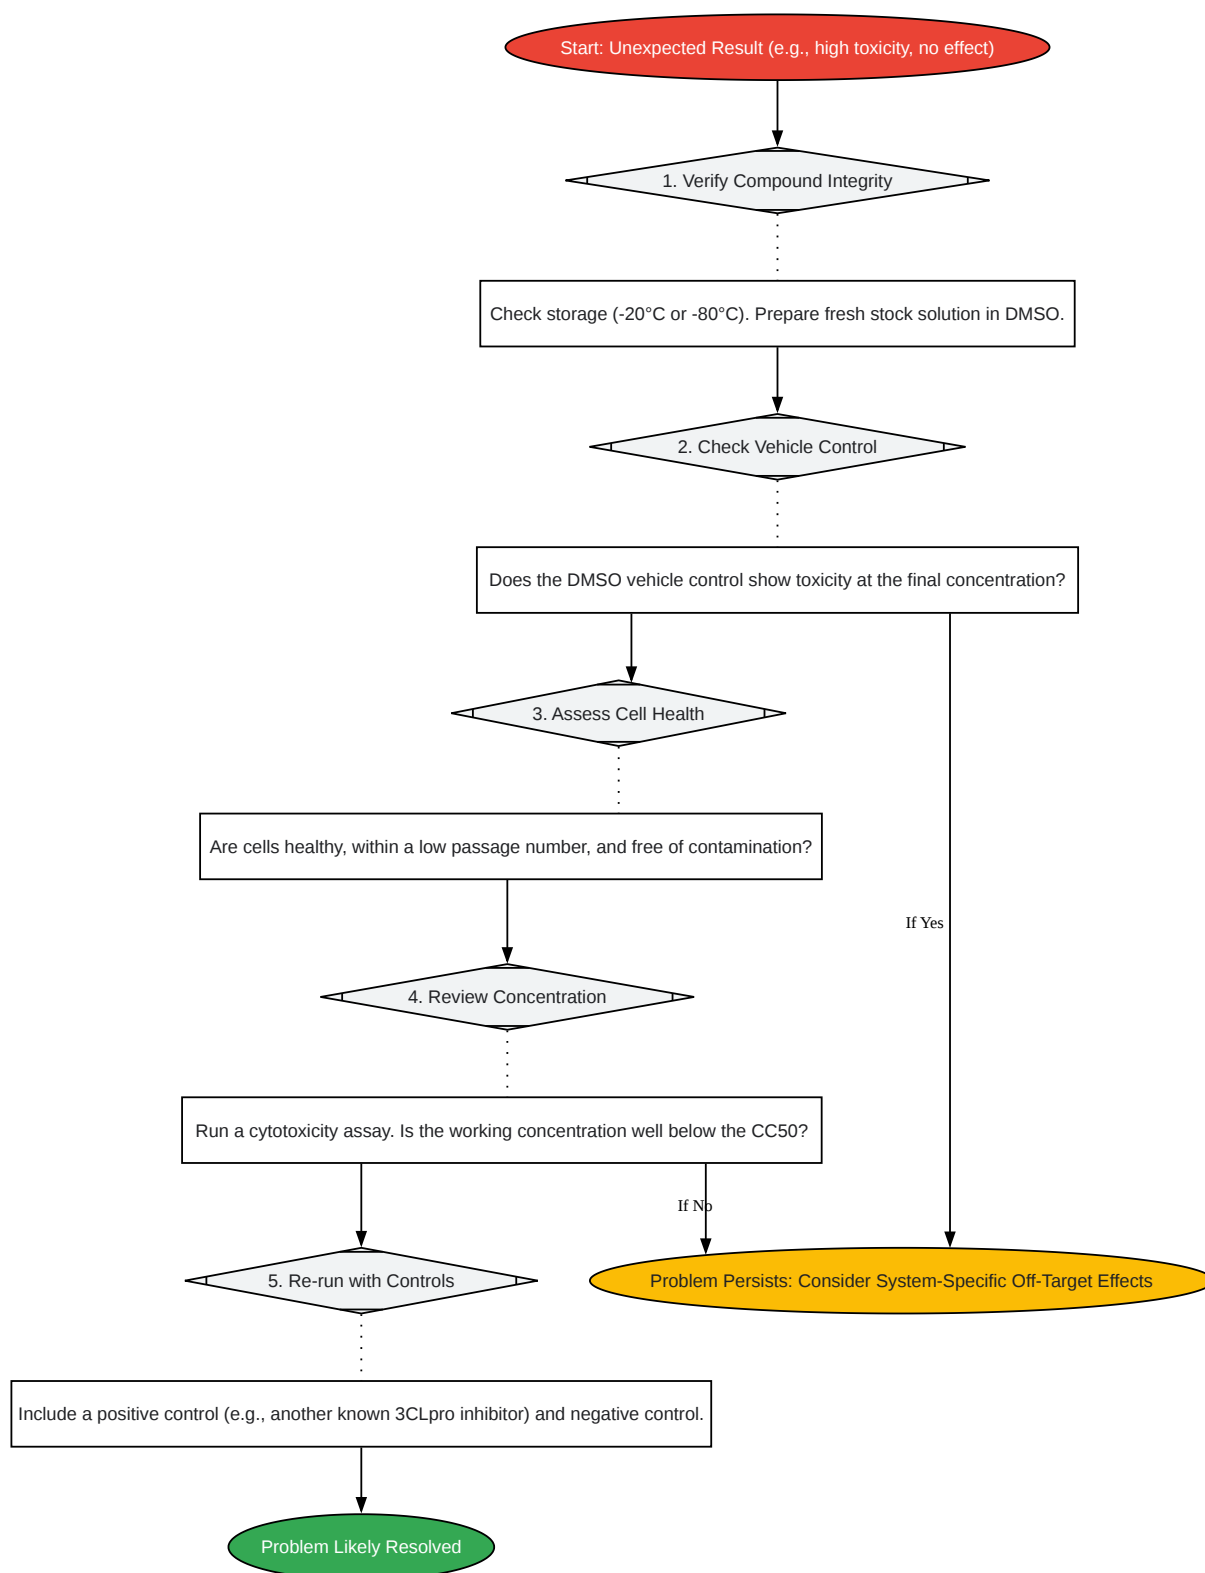 Start: Unexpected Result (e.g., high toxicity, no effect)
1. Verify Compound Integrity
Check storage (-20°C or -80°C). Prepare fresh stock solution in DMSO.
2. Check Vehicle Control
Does the DMSO vehicle control show toxicity at the final concentration?
3. Assess Cell Health
Are cells healthy, within a low passage number, and free of contamination?
If Yes
4. Review Concentration
Run a cytotoxicity assay. Is the working concentration well below the CC50?
If No
5. Re-run with Controls
Problem Persists: Consider System-Specific Off-Target Effects
Include a positive control (e.g., another known 3CLpro inhibitor) and negative control.
Problem Likely Resolved